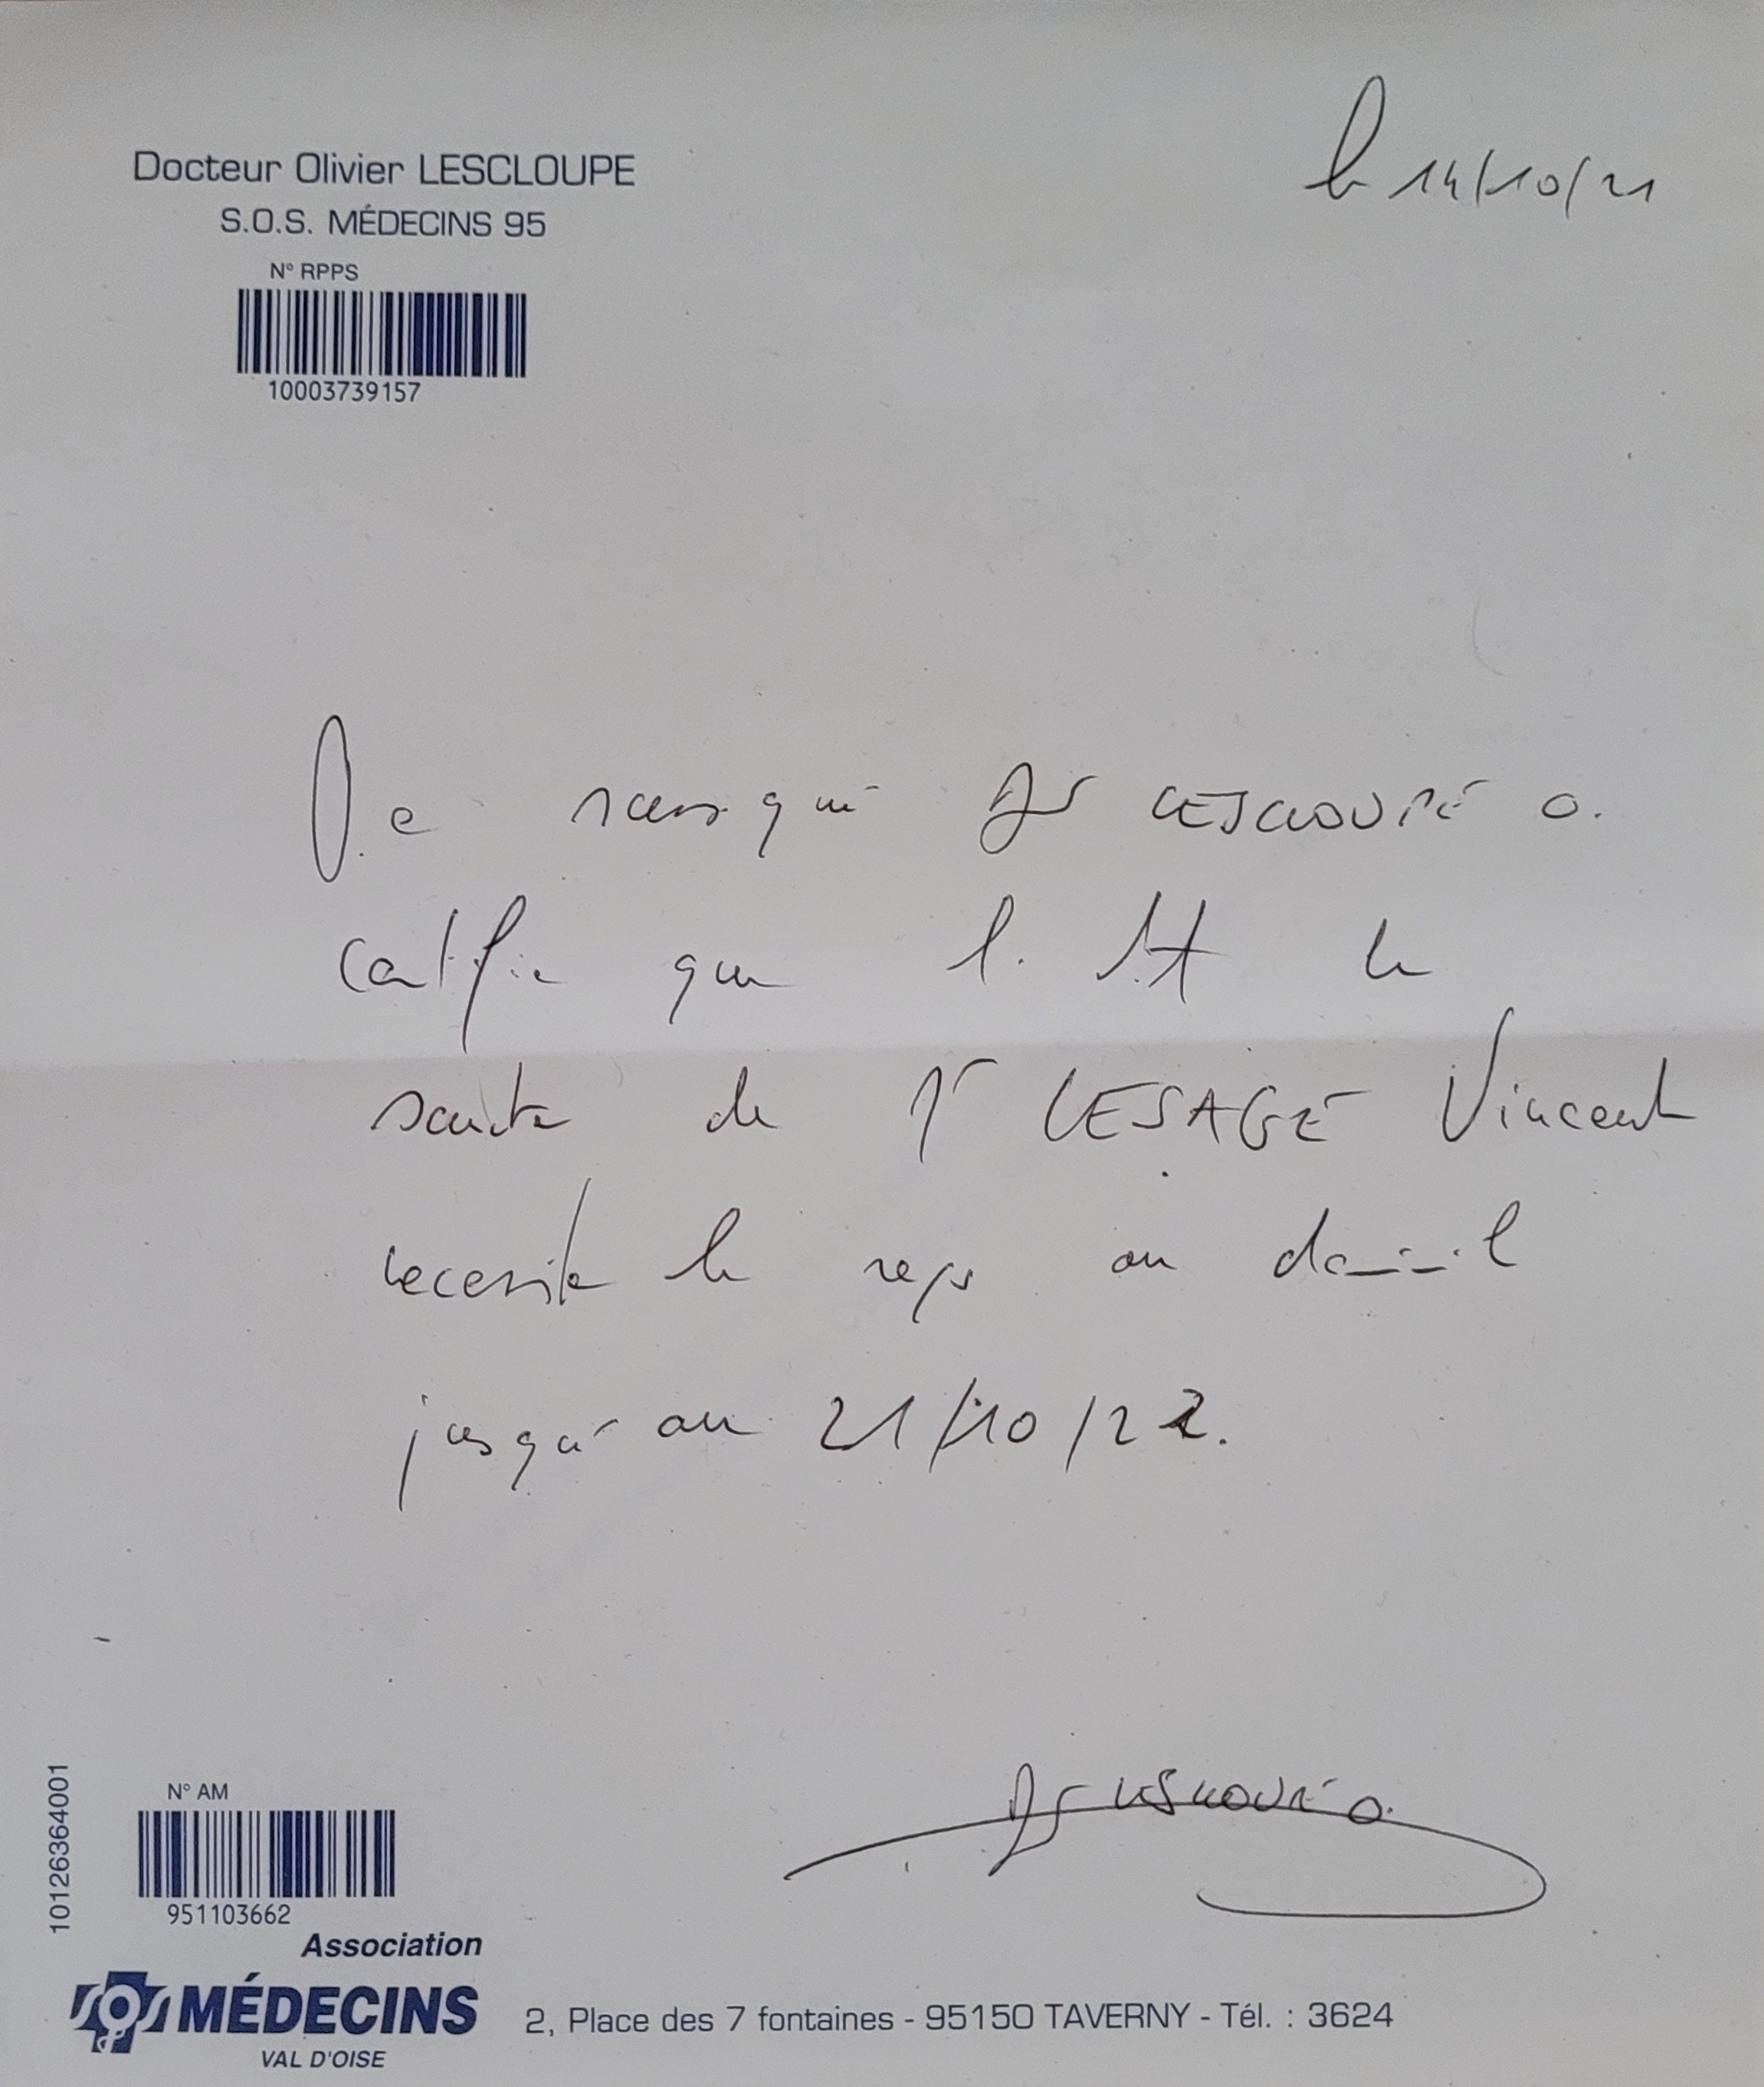 Docteur Olivier LESCLOUPE
S.O.S. MÉDECINS 95
N° RPPS
10003739157
le 14/10/21
Je soussigné Dr LESCLOUPE O.
certifie que l'état de
santé de Mr LESAGE Vincent
necessite le repos au domicile
jusqu'au 21/10/22.
Dr LESCLOUPE O.
10126364001
N° AM
951103662
Association
SOS MÉDECINS
VAL D'OISE
2, Place des 7 fontaines - 95150 TAVERNY - Tél. : 3624